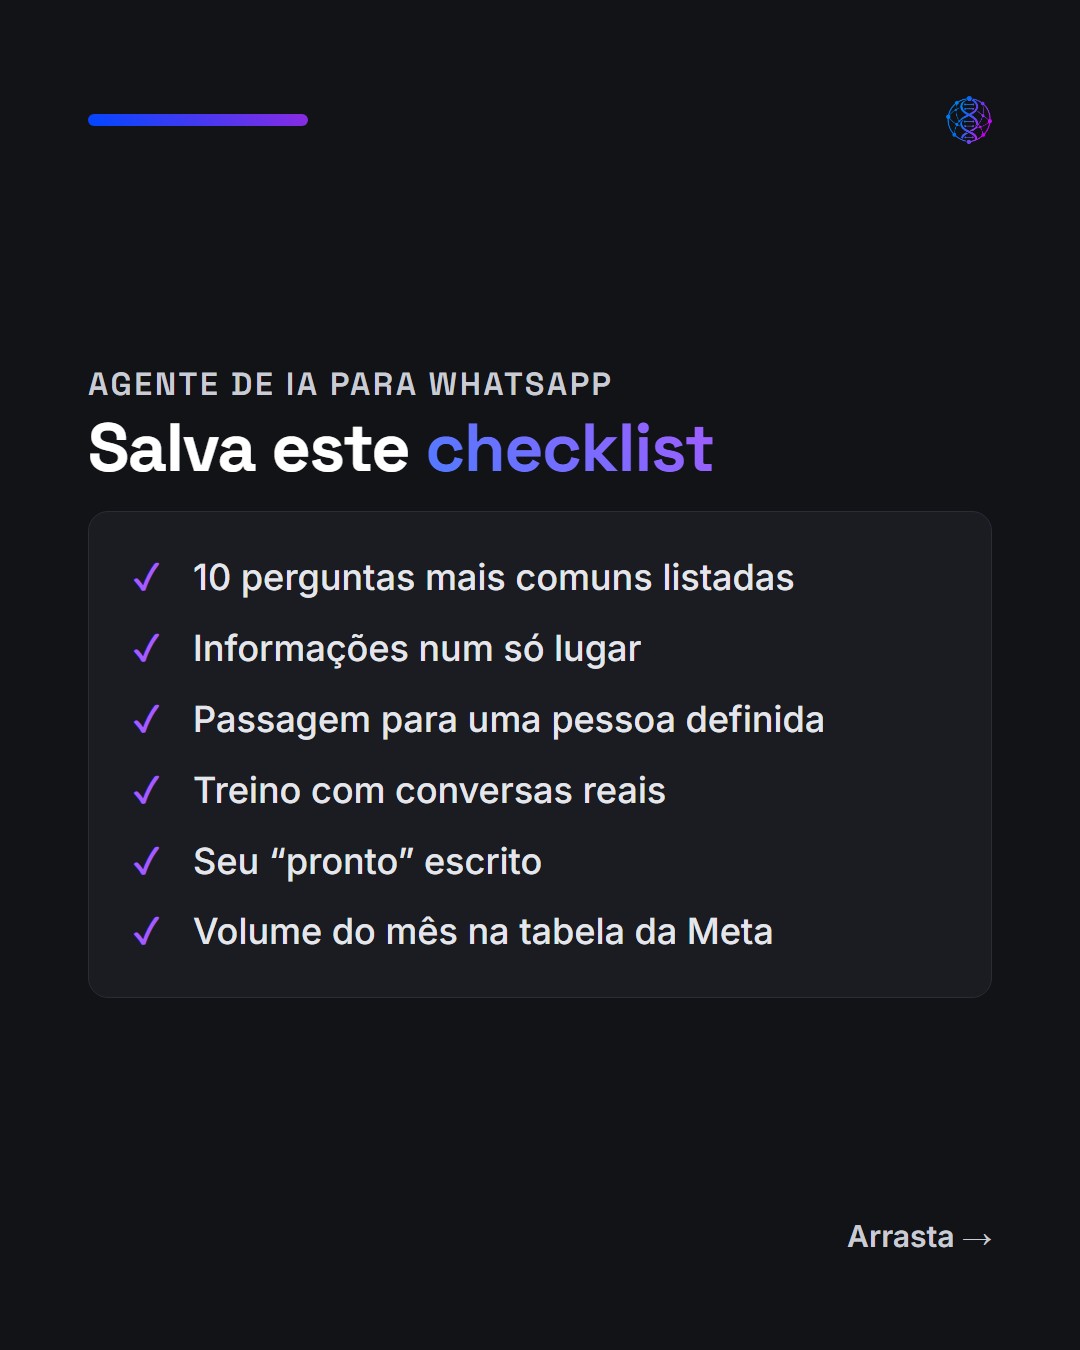 AGENTE DE IA PARA WHATSAPP
Salva este checklist
✓ 10 perguntas mais comuns listadas
✓ Informações num só lugar
✓ Passagem para uma pessoa definida
✓ Treino com conversas reais
✓ Seu “pronto” escrito
✓ Volume do mês na tabela da Meta
Arrasta →